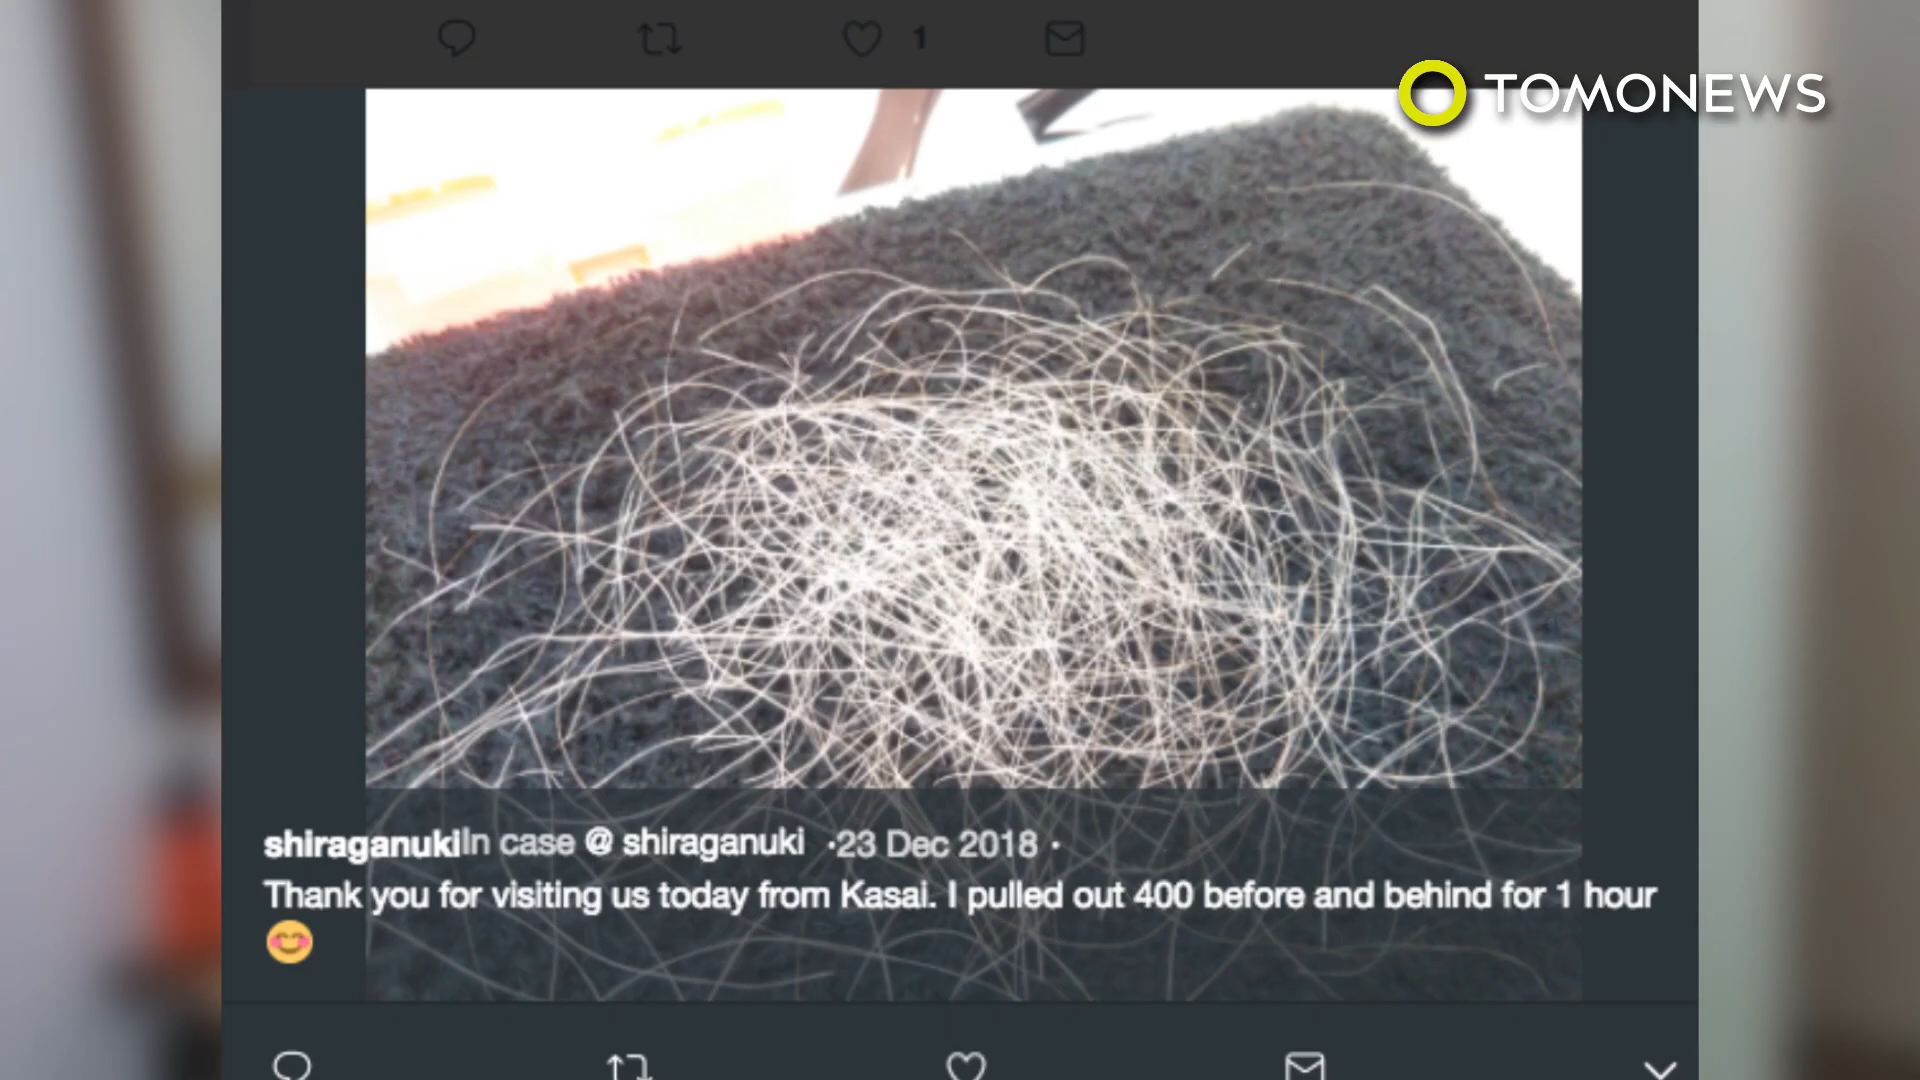 1
TOMONEWS
shiraganukiIn case @ shiraganuki ·23 Dec 2018 ·
Thank you for visiting us today from Kasai. I pulled out 400 before and behind for 1 hour
😊